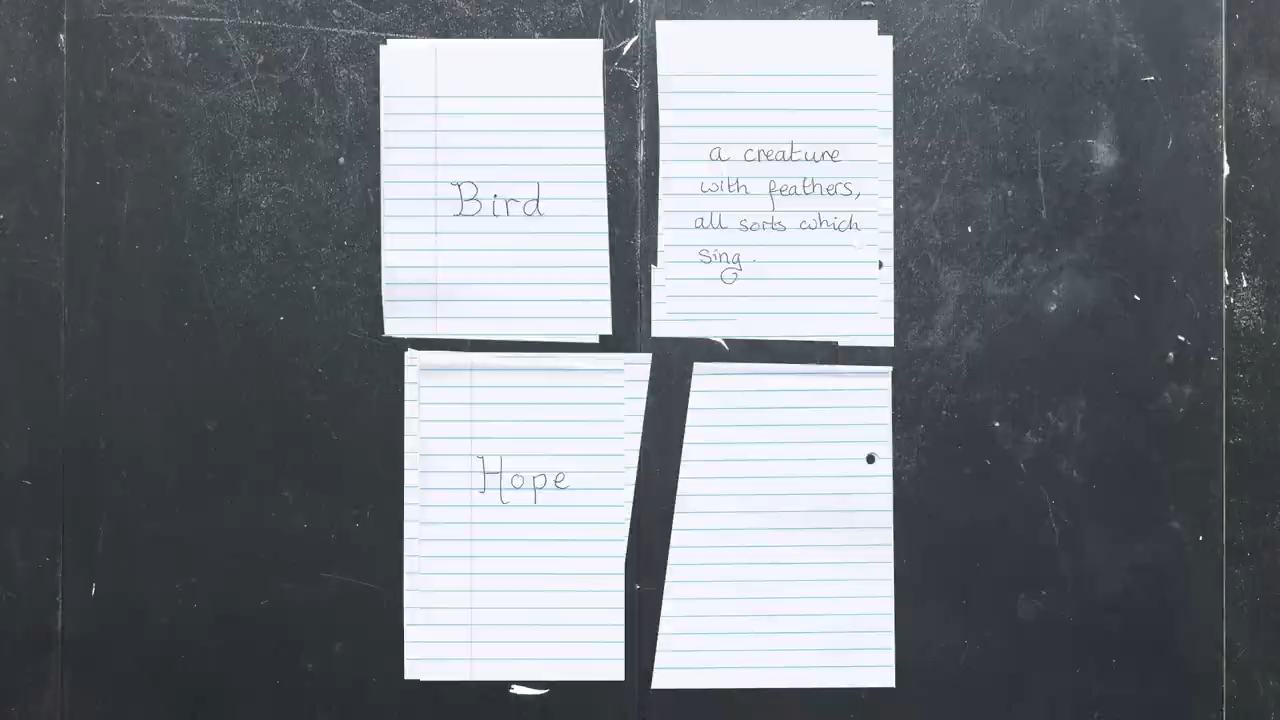 Bird
a creature
with feathers,
all sorts which
sing.
Hope